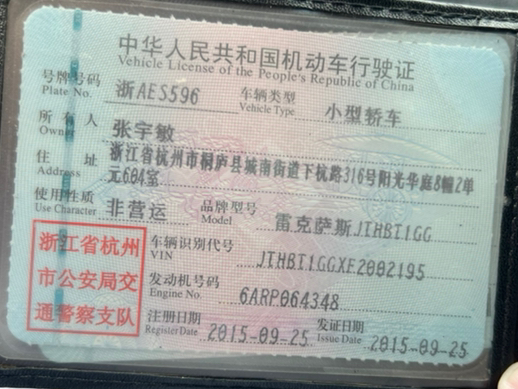 中华人民共和国机动车行驶证
Vehicle License of the People's Republic of China
号牌号码 浙AES596 车辆类型 小型轿车
Plate No. Vehicle Type
所有人 张宇敏
Owner
住址 浙江省杭州市桐庐县城南街道下杭路316号阳光华庭8幢2单
Address 元604室
使用性质 非营运 品牌型号 雷克萨斯JTHBT1GG
Use Character Model
浙江省杭州
市公安局交
通警察支队
车辆识别代号 JTHBT1GGXF2002195
VIN
发动机号码 6ARP064348
Engine No.
注册日期 2015-09-25 发证日期 2015-09-25
Register Date Issue Date